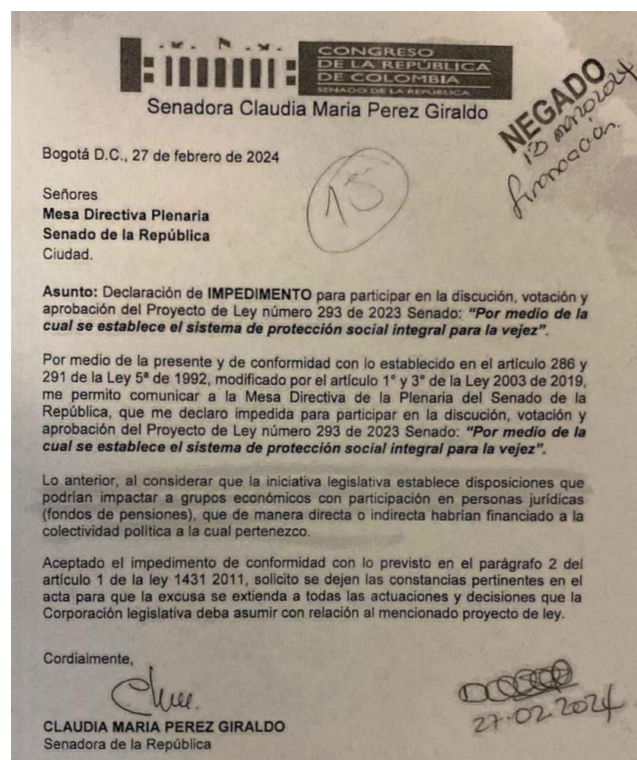 CONGRESO
DE LA REPÚBLICA
DE COLOMBIA
SENADO DE LA REPÚBLICA
Senadora Claudia Maria Perez Giraldo
NEGADO
13 marzo 2024
financiacion.
Bogotá D.C., 27 de febrero de 2024
15
Señores
Mesa Directiva Plenaria
Senado de la República
Ciudad.
Asunto: Declaración de IMPEDIMENTO para participar en la discución, votación y
aprobación del Proyecto de Ley número 293 de 2023 Senado: “Por medio de la
cual se establece el sistema de protección social integral para la vejez”.
Por medio de la presente y de conformidad con lo establecido en el articulo 286 y
291 de la Ley 5ª de 1992, modificado por el artículo 1° y 3° de la Ley 2003 de 2019,
me permito comunicar a la Mesa Directiva de la Plenaria del Senado de la
República, que me declaro impedida para participar en la discución, votación y
aprobación del Proyecto de Ley número 293 de 2023 Senado: “Por medio de la
cual se establece el sistema de protección social integral para la vejez”.
Lo anterior, al considerar que la iniciativa legislativa establece disposiciones que
podrían impactar a grupos económicos con participación en personas jurídicas
(fondos de pensiones), que de manera directa o indirecta habrían financiado a la
colectividad política a la cual pertenezco.
Aceptado el impedimento de conformidad con lo previsto en el parágrafo 2 del
artículo 1 de la ley 1431 2011, solicito se dejen las constancias pertinentes en el
acta para que la excusa se extienda a todas las actuaciones y decisiones que la
Corporación legislativa deba asumir con relación al mencionado proyecto de ley.
Cordialmente,
CLAUDIA MARIA PEREZ GIRALDO
Senadora de la República
27-02-2024